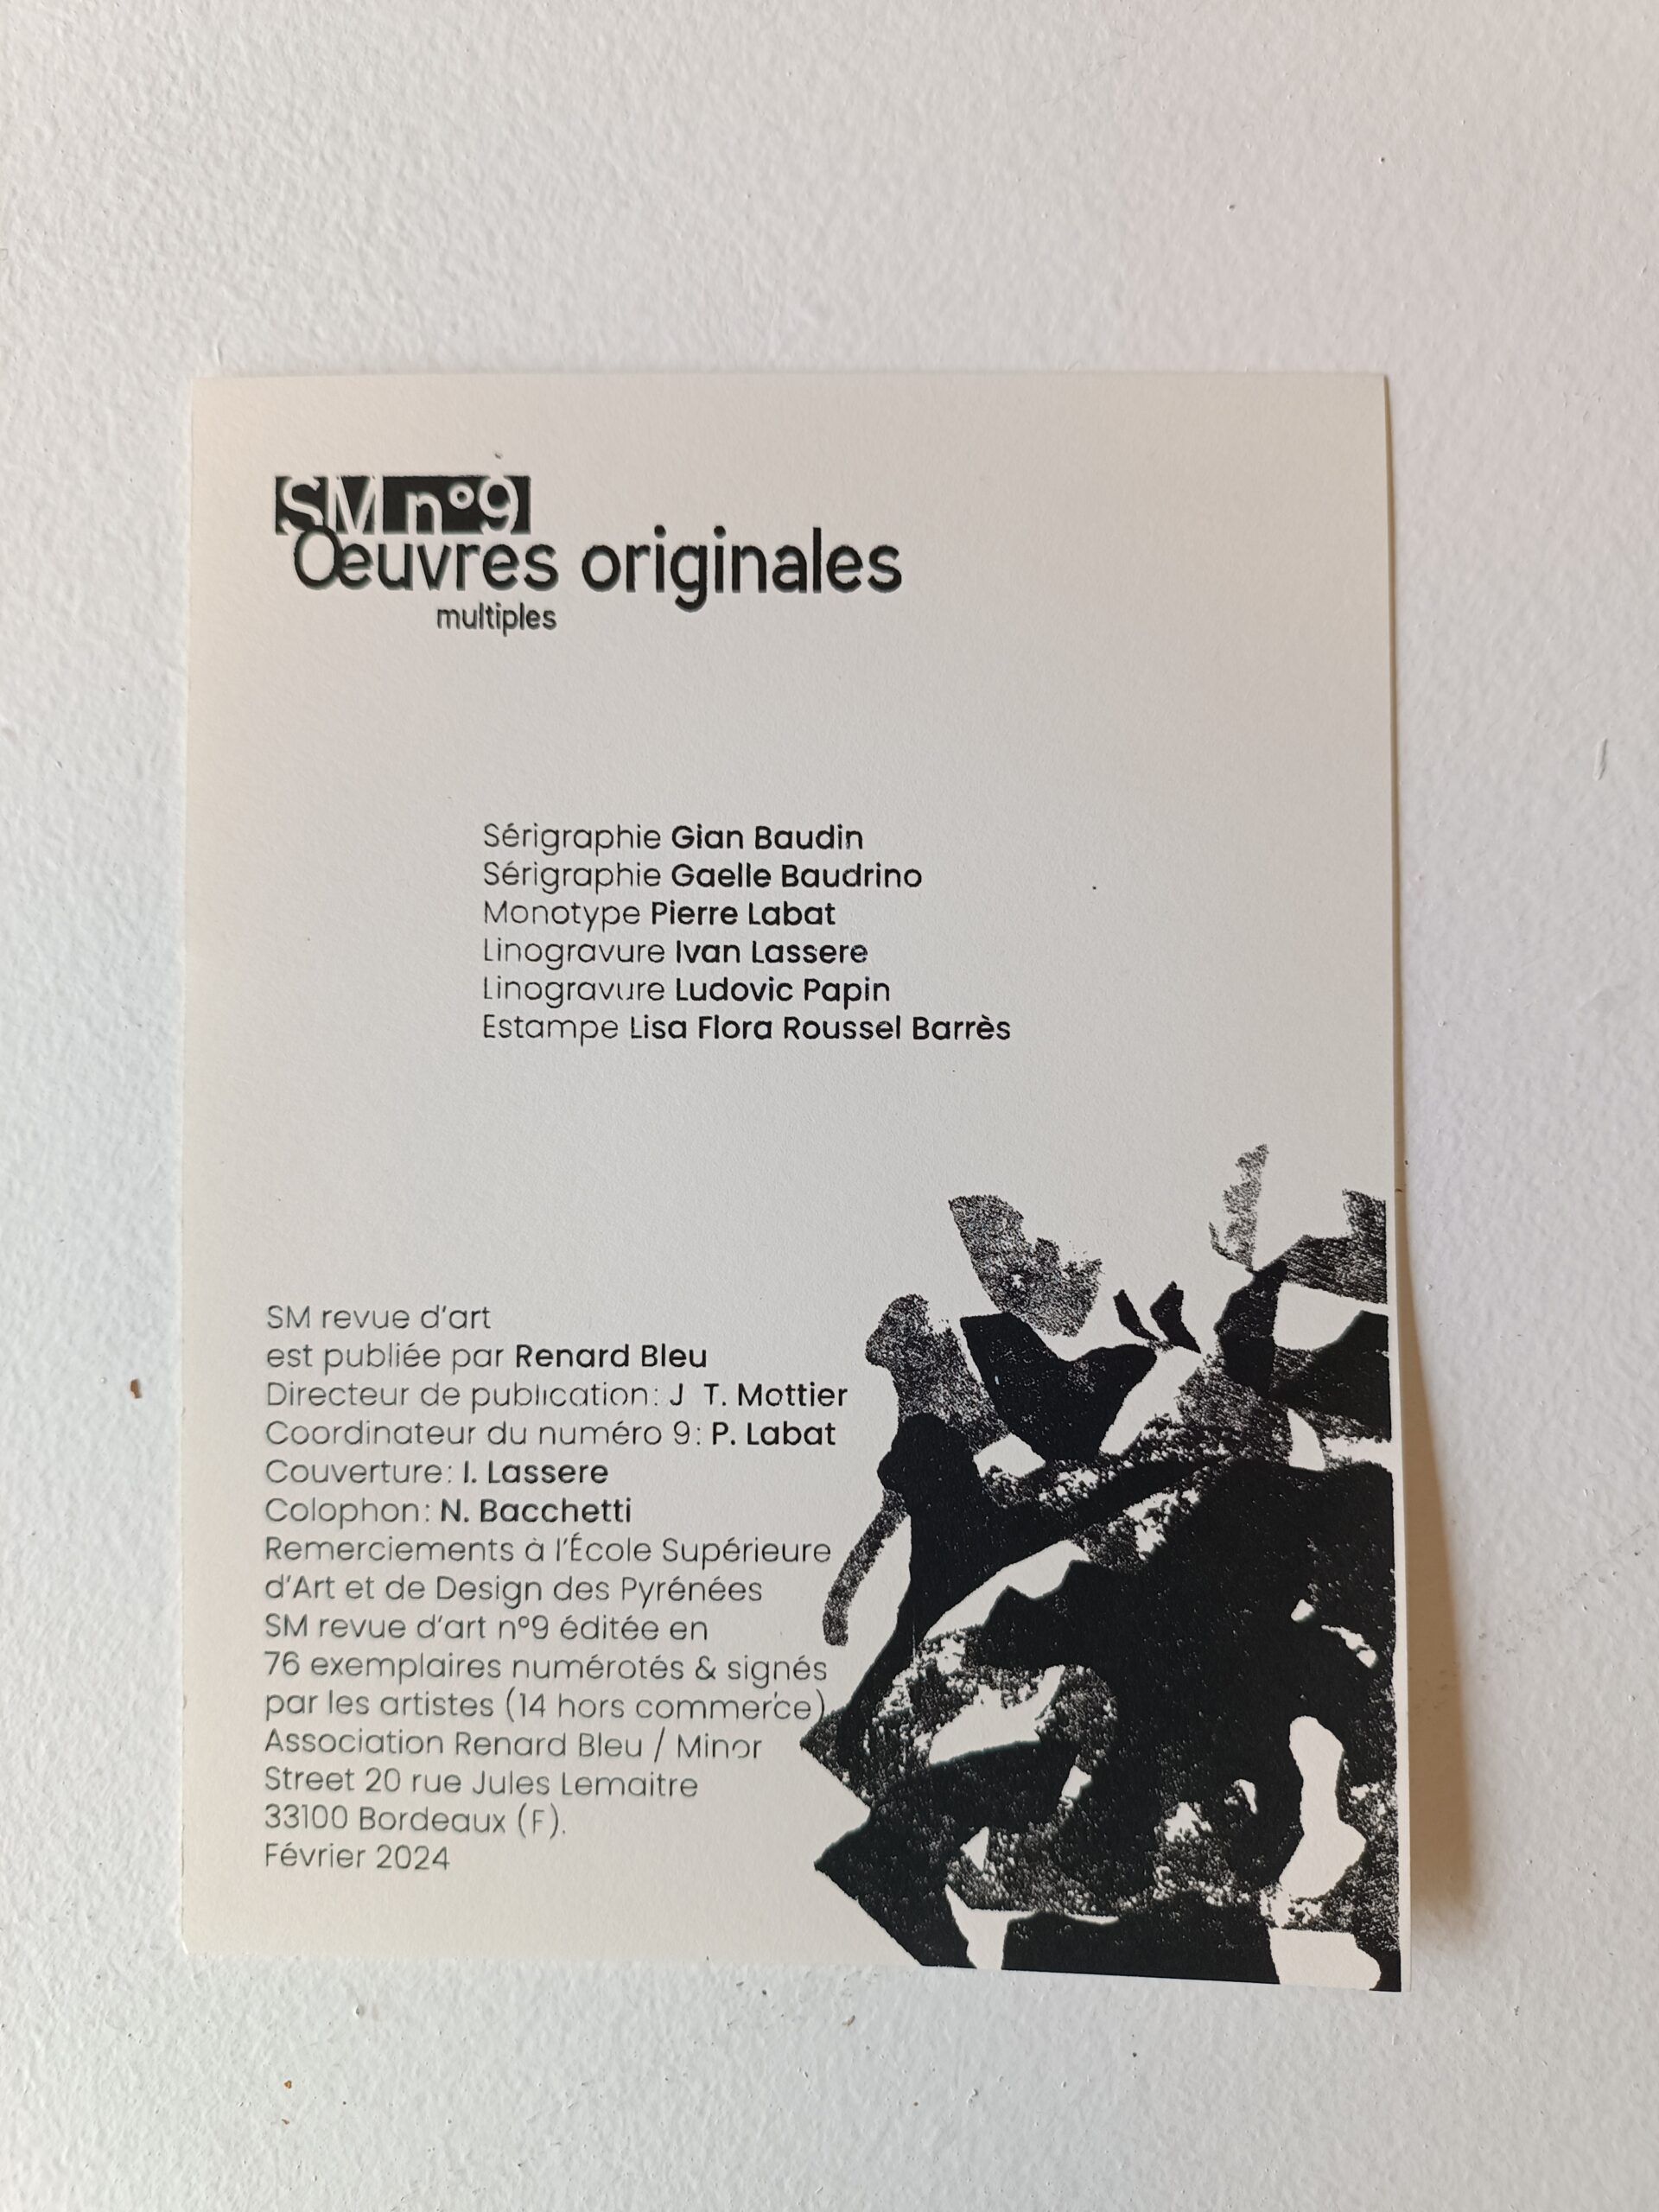 SM n°9
Œuvres originales
multiples
Sérigraphie Gian Baudin
Sérigraphie Gaelle Baudrino
Monotype Pierre Labat
Linogravure Ivan Lassere
Linogravure Ludovic Papin
Estampe Lisa Flora Roussel Barrès
SM revue d'art
est publiée par Renard Bleu
Directeur de publication: J T. Mottier
Coordinateur du numéro 9: P. Labat
Couverture: I. Lassere
Colophon: N. Bacchetti
Remerciements à l'École Supérieure
d'Art et de Design des Pyrénées
SM revue d'art n°9 éditée en
76 exemplaires numérotés & signés
par les artistes (14 hors commerce)
Association Renard Bleu / Minor
Street 20 rue Jules Lemaitre
33100 Bordeaux (F).
Février 2024